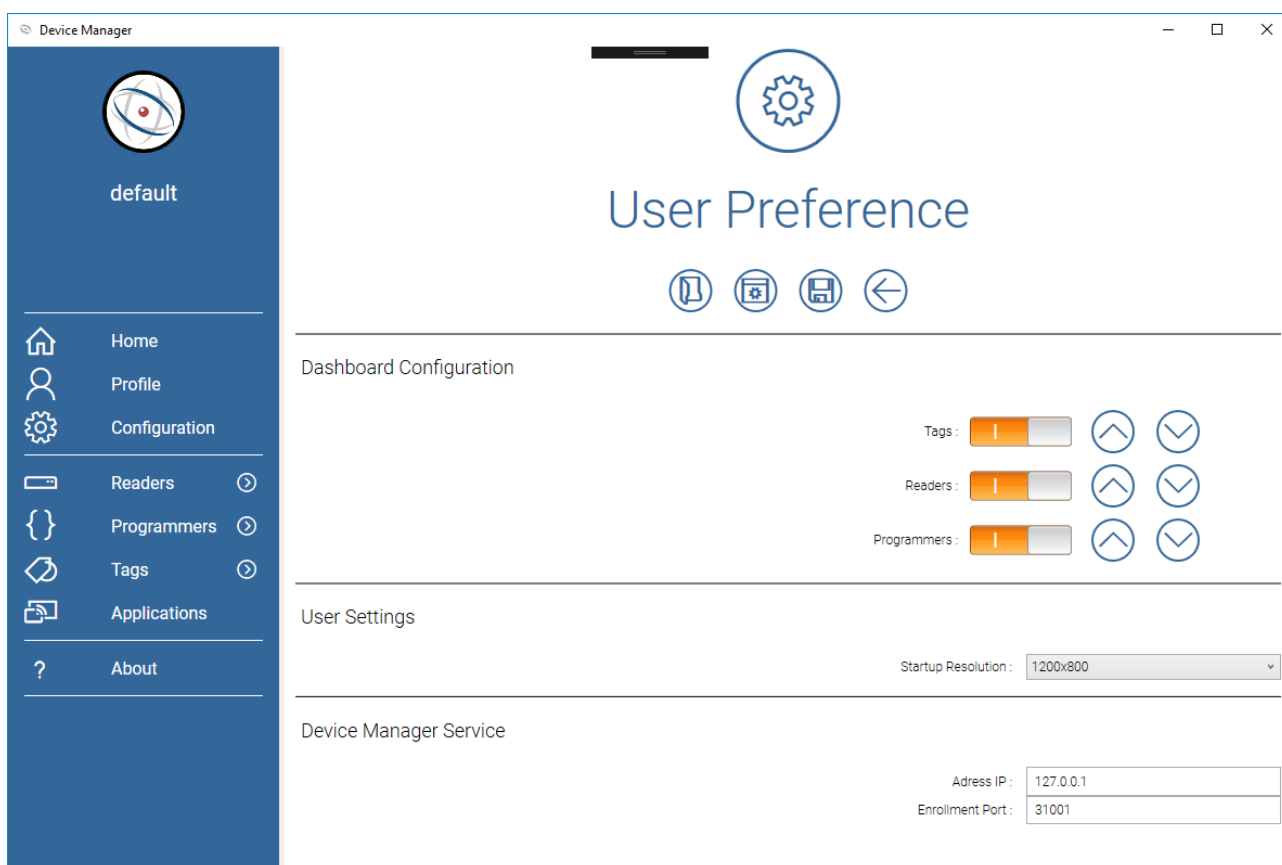 Device Manager
default
Home
Profile
Configuration
Readers
Programmers
Tags
Applications
? About
User Preference
Dashboard Configuration
Tags :
Readers :
Programmers :
User Settings
Startup Resolution : 1200x800
Device Manager Service
Adress IP : 127.0.0.1
Enrollment Port : 31001